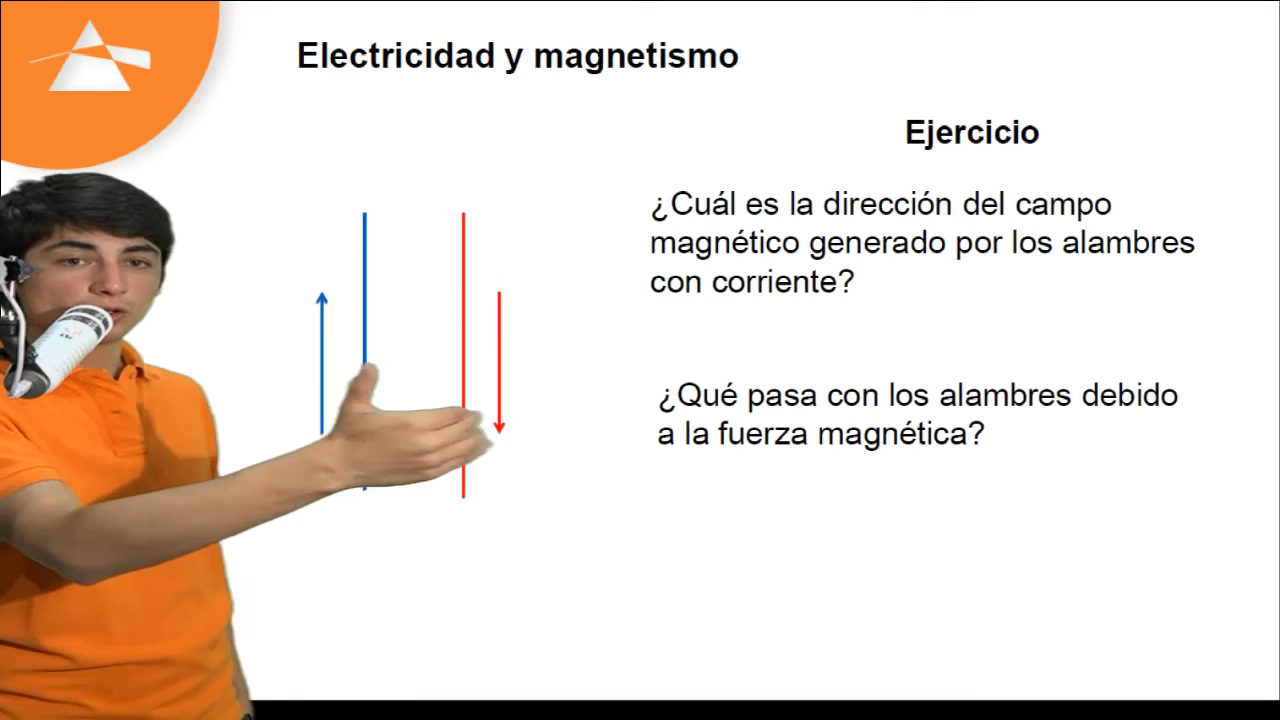 Electricidad y magnetismo
Ejercicio
¿Cuál es la dirección del campo
magnético generado por los alambres
con corriente?
¿Qué pasa con los alambres debido
a la fuerza magnética?